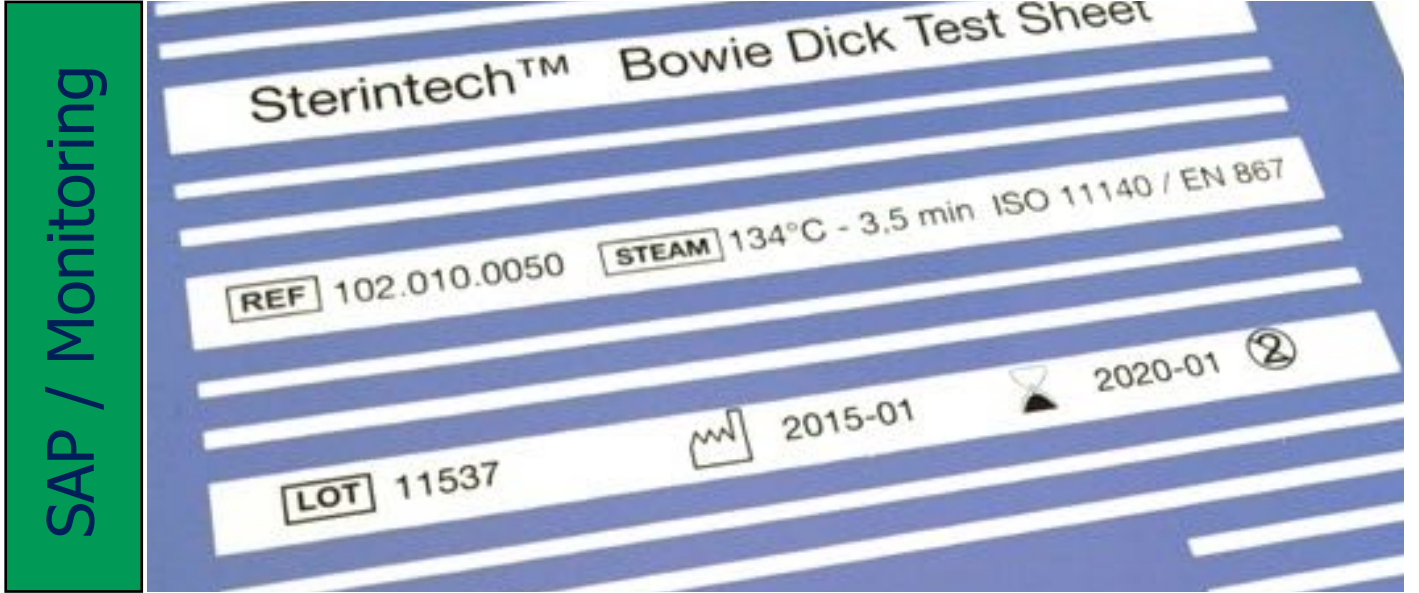 SAP / Monitoring
Sterintech™ Bowie Dick Test Sheet
REF 102.010.0050 STEAM 134°C - 3,5 min ISO 11140 / EN 867
LOT 11537 2015-01 2020-01 2